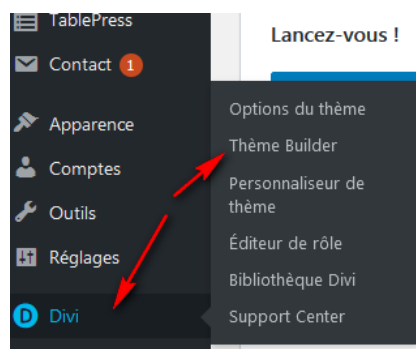 TablePress
Lancez-vous !
Contact 1
Apparence
Comptes
Outils
Réglages
D Divi
Options du thème
Thème Builder
Personnaliseur de
thème
Éditeur de rôle
Bibliothèque Divi
Support Center